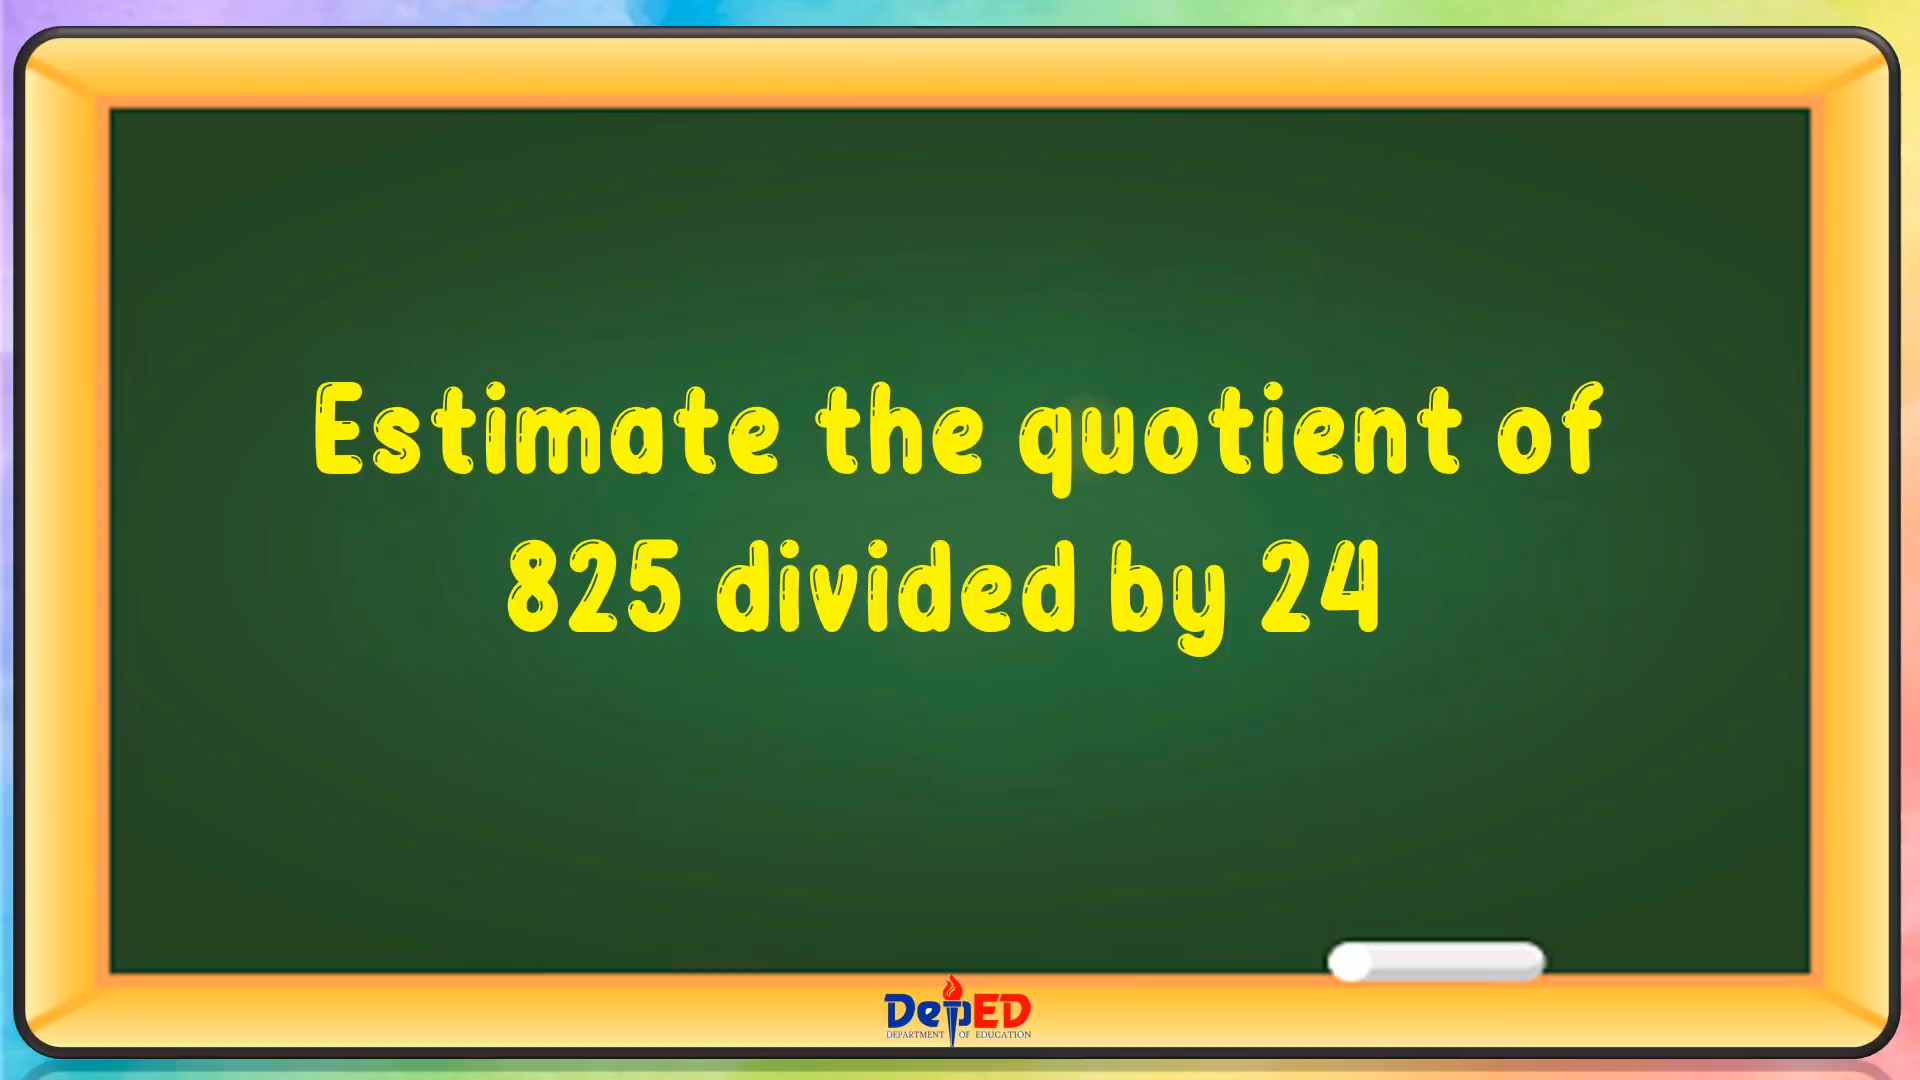 Estimate the quotient of
825 divided by 24
DepED
DEPARTMENT OF EDUCATION